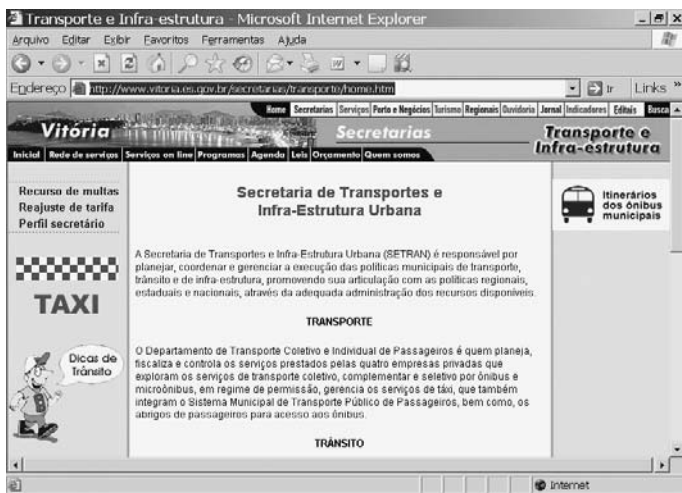 Transporte e Infra-estrutura - Microsoft Internet Explorer
Arquivo Editar Exibir Favoritos Ferramentas Ajuda
Endereço http://www.vitoria.es.gov.br/secretarias/transporte/home.htm Ir Links »
Home Secretarias Serviços Porto e Negócios Turismo Regionais Ouvidoria Jornal Indicadores Editais Busca
Vitória Secretarias Transporte e
Infra-estrutura
Inicial Rede de serviços Serviços on line Programas Agenda Leis Orçamento Quem somos
Recurso de multas
Reajuste de tarifa
Perfil secretário
TAXI
Dicas de
Trânsito
Secretaria de Transportes e
Infra-Estrutura Urbana
A Secretaria de Transportes e Infra-Estrutura Urbana (SETRAN) é responsável por
planejar, coordenar e gerenciar a execução das políticas municipais de transporte,
trânsito e de infra-estrutura, promovendo sua articulação com as políticas regionais,
estaduais e nacionais, através da adequada administração dos recursos disponíveis.
TRANSPORTE
O Departamento de Transporte Coletivo e Individual de Passageiros é quem planeja,
fiscaliza e controla os serviços prestados pelas quatro empresas privadas que
exploram os serviços de transporte coletivo, complementar e seletivo por ônibus e
microônibus, em regime de permissão, gerencia os serviços de táxi, que também
integram o Sistema Municipal de Transporte Público de Passageiros, bem como, os
abrigos de passageiros para acesso aos ônibus.
TRÂNSITO
Itinerários
dos ônibus
municipais
Internet